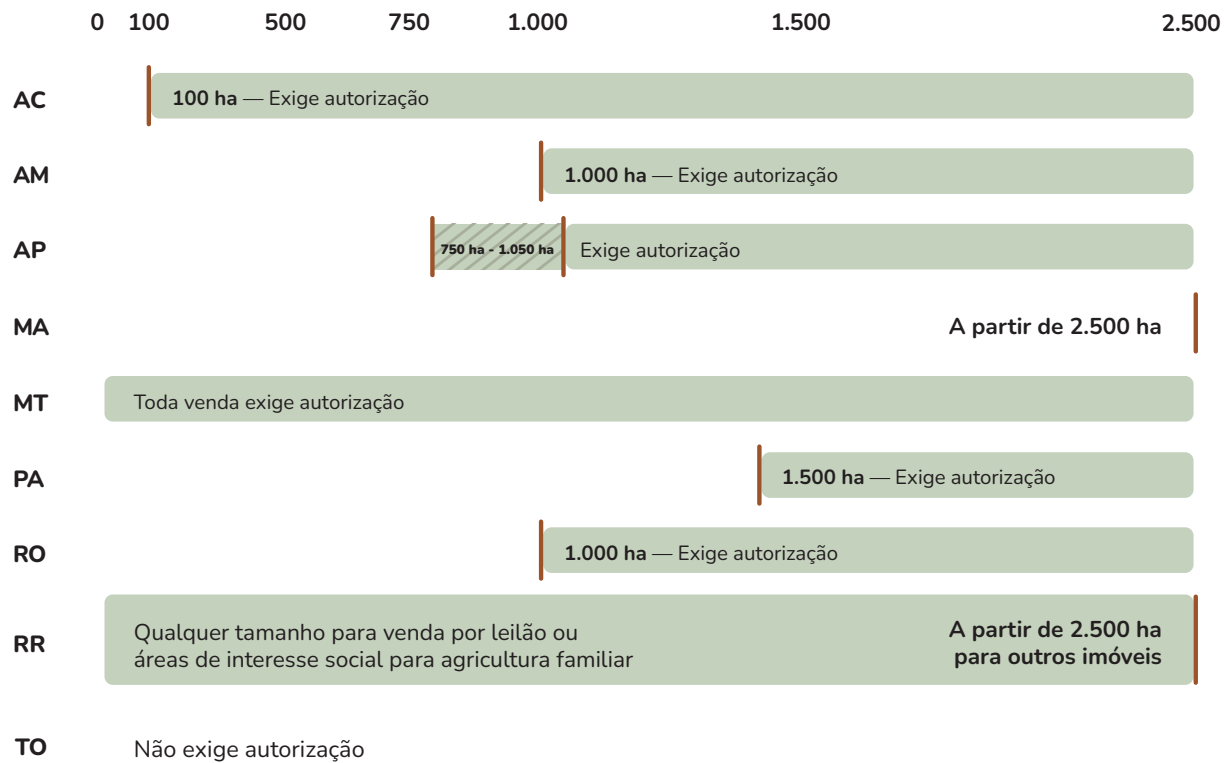 0 100 500 750 1.000 1.500 2.500
AC 100 ha — Exige autorização
AM 1.000 ha — Exige autorização
AP 750 ha - 1.050 ha Exige autorização
MA A partir de 2.500 ha
MT Toda venda exige autorização
PA 1.500 ha — Exige autorização
RO 1.000 ha — Exige autorização
RR
Qualquer tamanho para venda por leilão ou
áreas de interesse social para agricultura familiar
A partir de 2.500 ha
para outros imóveis
TO Não exige autorização